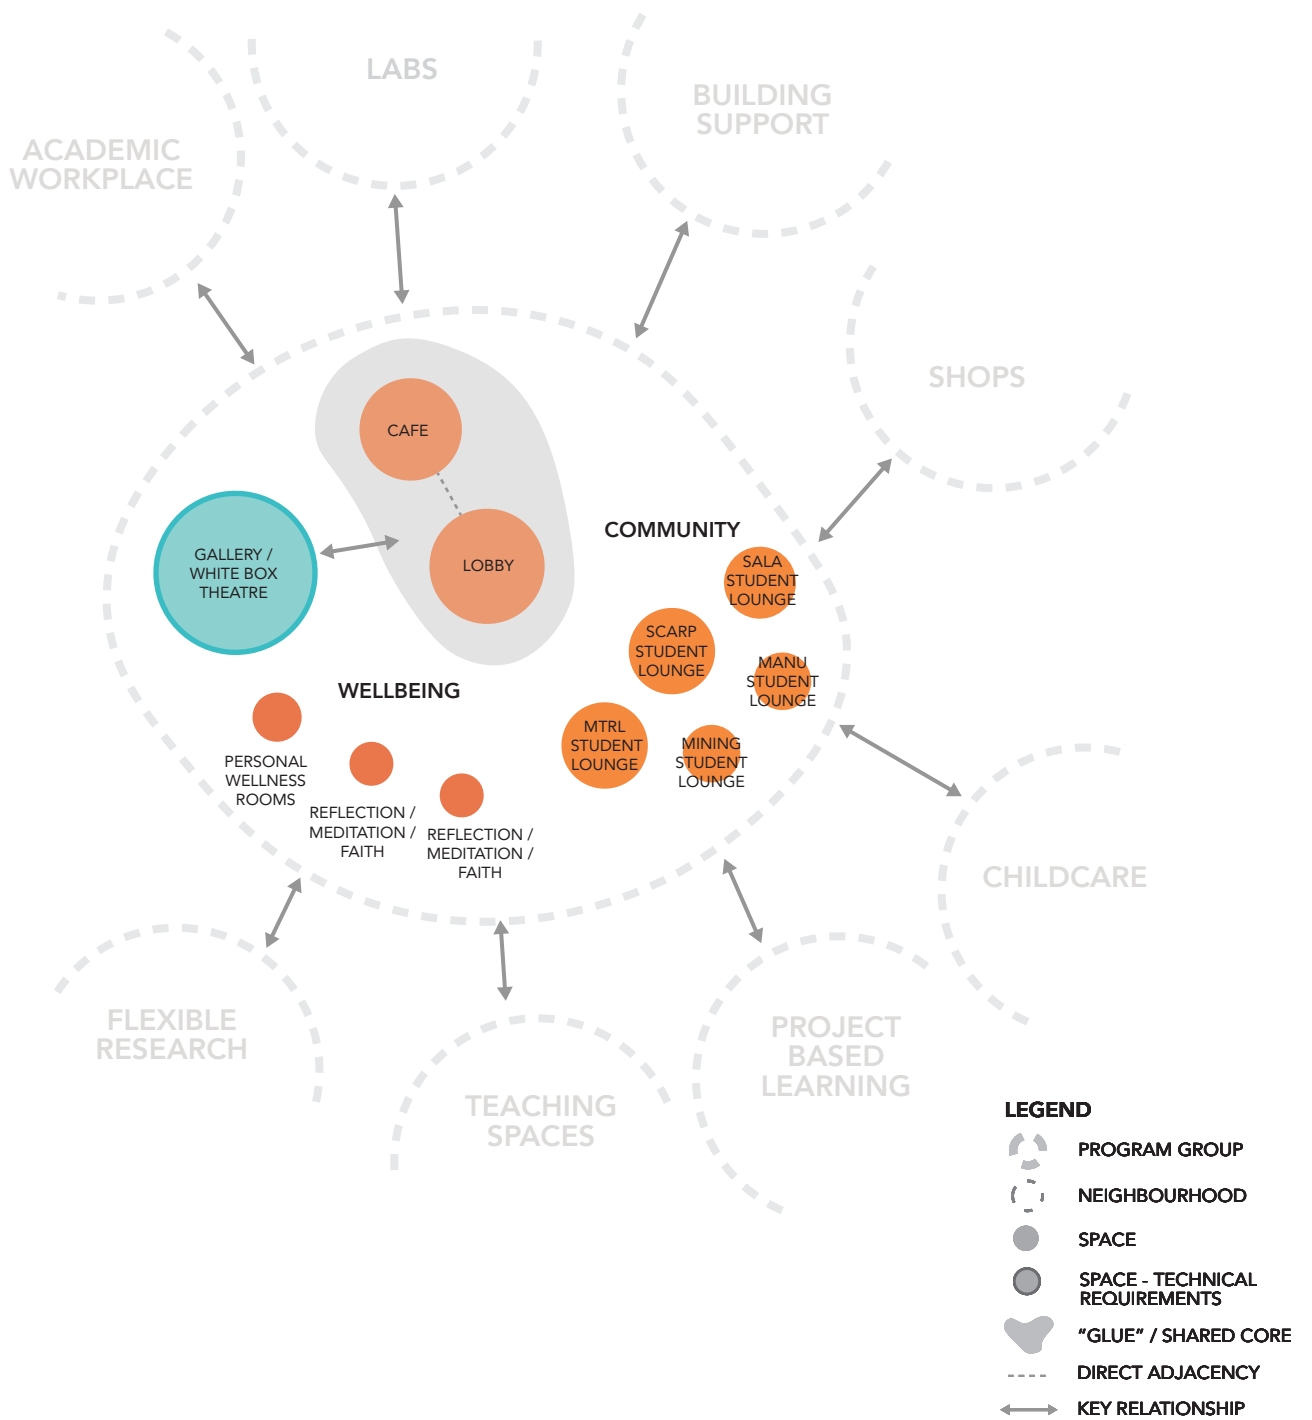 LABS
BUILDING
SUPPORT
ACADEMIC
WORKPLACE
SHOPS
CAFE
LOBBY
GALLERY /
WHITE BOX
THEATRE
COMMUNITY
SALA
STUDENT
LOUNGE
SCARP
STUDENT
LOUNGE
MANU
STUDENT
LOUNGE
MTRL
STUDENT
LOUNGE
MINING
STUDENT
LOUNGE
WELLBEING
PERSONAL
WELLNESS
ROOMS
REFLECTION /
MEDITATION /
FAITH
REFLECTION /
MEDITATION /
FAITH
CHILDCARE
FLEXIBLE
RESEARCH
TEACHING
SPACES
PROJECT
BASED
LEARNING
LEGEND
PROGRAM GROUP
NEIGHBOURHOOD
SPACE
SPACE - TECHNICAL
REQUIREMENTS
"GLUE" / SHARED CORE
DIRECT ADJACENCY
KEY RELATIONSHIP